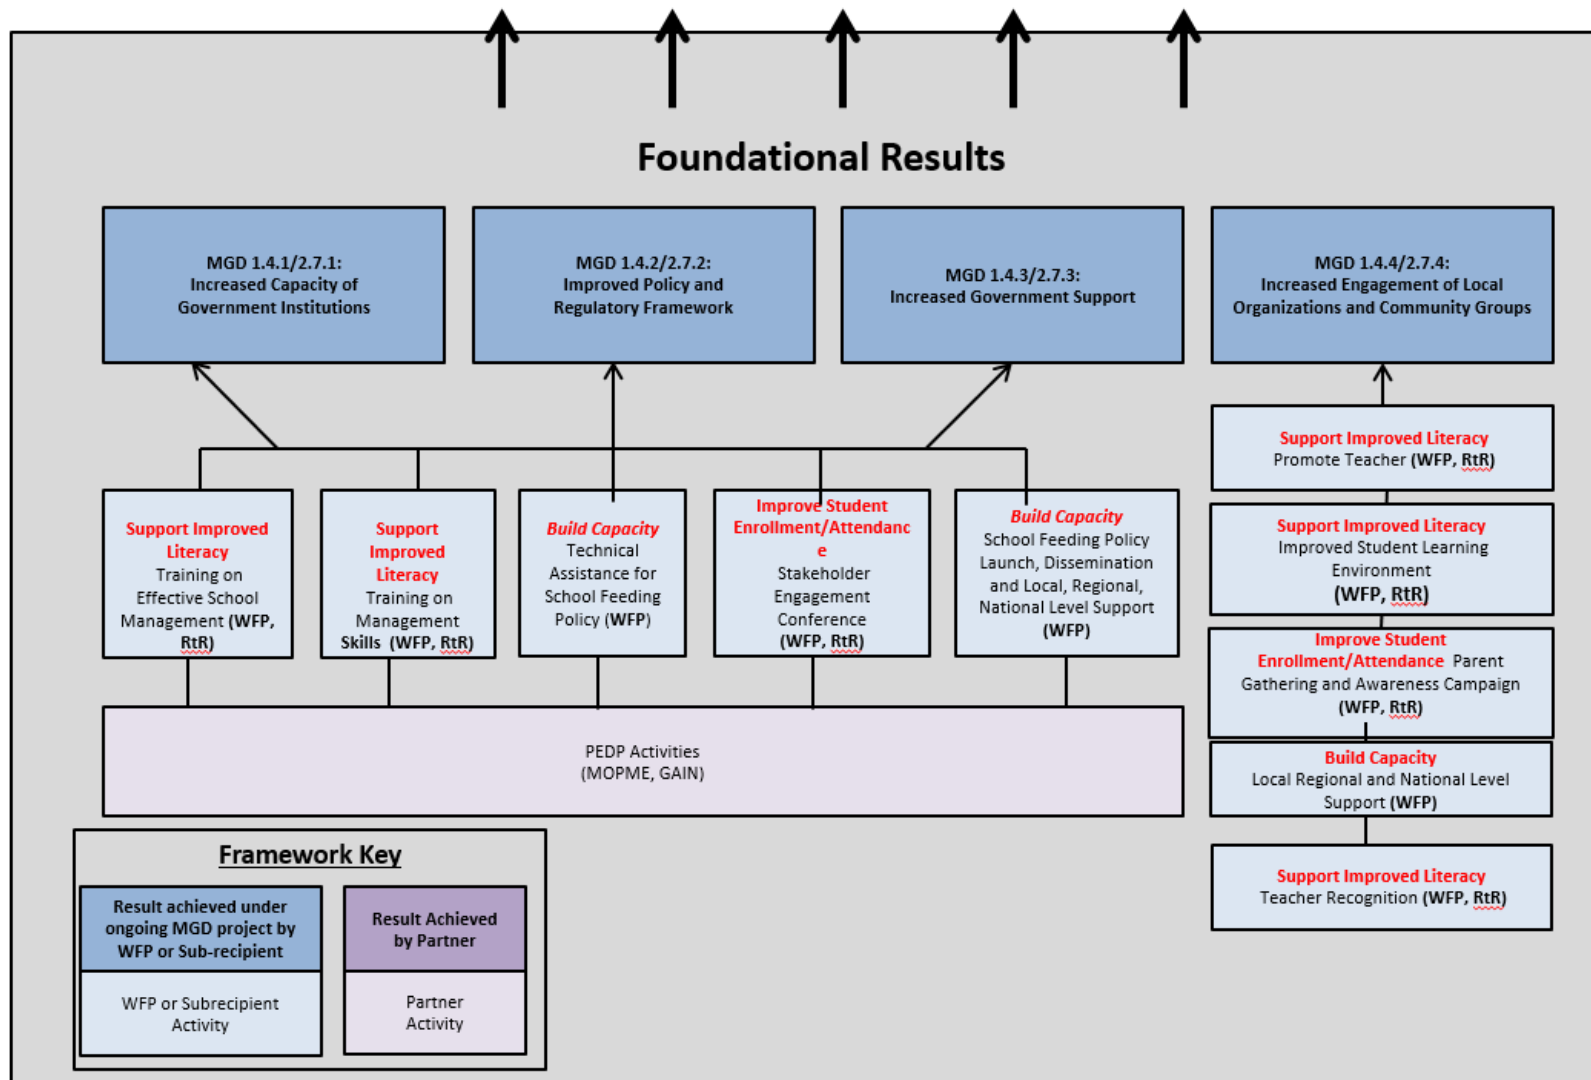 Foundational Results
MGD 1.4.1/2.7.1:
Increased Capacity of
Government Institutions
MGD 1.4.2/2.7.2:
Improved Policy and
Regulatory Framework
MGD 1.4.3/2.7.3:
Increased Government Support
MGD 1.4.4/2.7.4:
Increased Engagement of Local
Organizations and Community Groups
Support Improved
Literacy
Training on
Effective School
Management (WFP,
RtR)
Support
Improved
Literacy
Training on
Management
Skills (WFP, RtR)
Build Capacity
Technical
Assistance for
School Feeding
Policy (WFP)
Improve Student
Enrollment/Attendanc
e
Stakeholder
Engagement
Conference
(WFP, RtR)
Build Capacity
School Feeding Policy
Launch, Dissemination
and Local, Regional,
National Level Support
(WFP)
Support Improved Literacy
Promote Teacher (WFP, RtR)
Support Improved Literacy
Improved Student Learning
Environment
(WFP, RtR)
Improve Student
Enrollment/Attendance Parent
Gathering and Awareness Campaign
(WFP, RtR)
Build Capacity
Local Regional and National Level
Support (WFP)
Support Improved Literacy
Teacher Recognition (WFP, RtR)
PEDP Activities
(MOPME, GAIN)
Framework Key
Result achieved under
ongoing MGD project by
WFP or Sub-recipient
Result Achieved
by Partner
WFP or Subrecipient
Activity
Partner
Activity